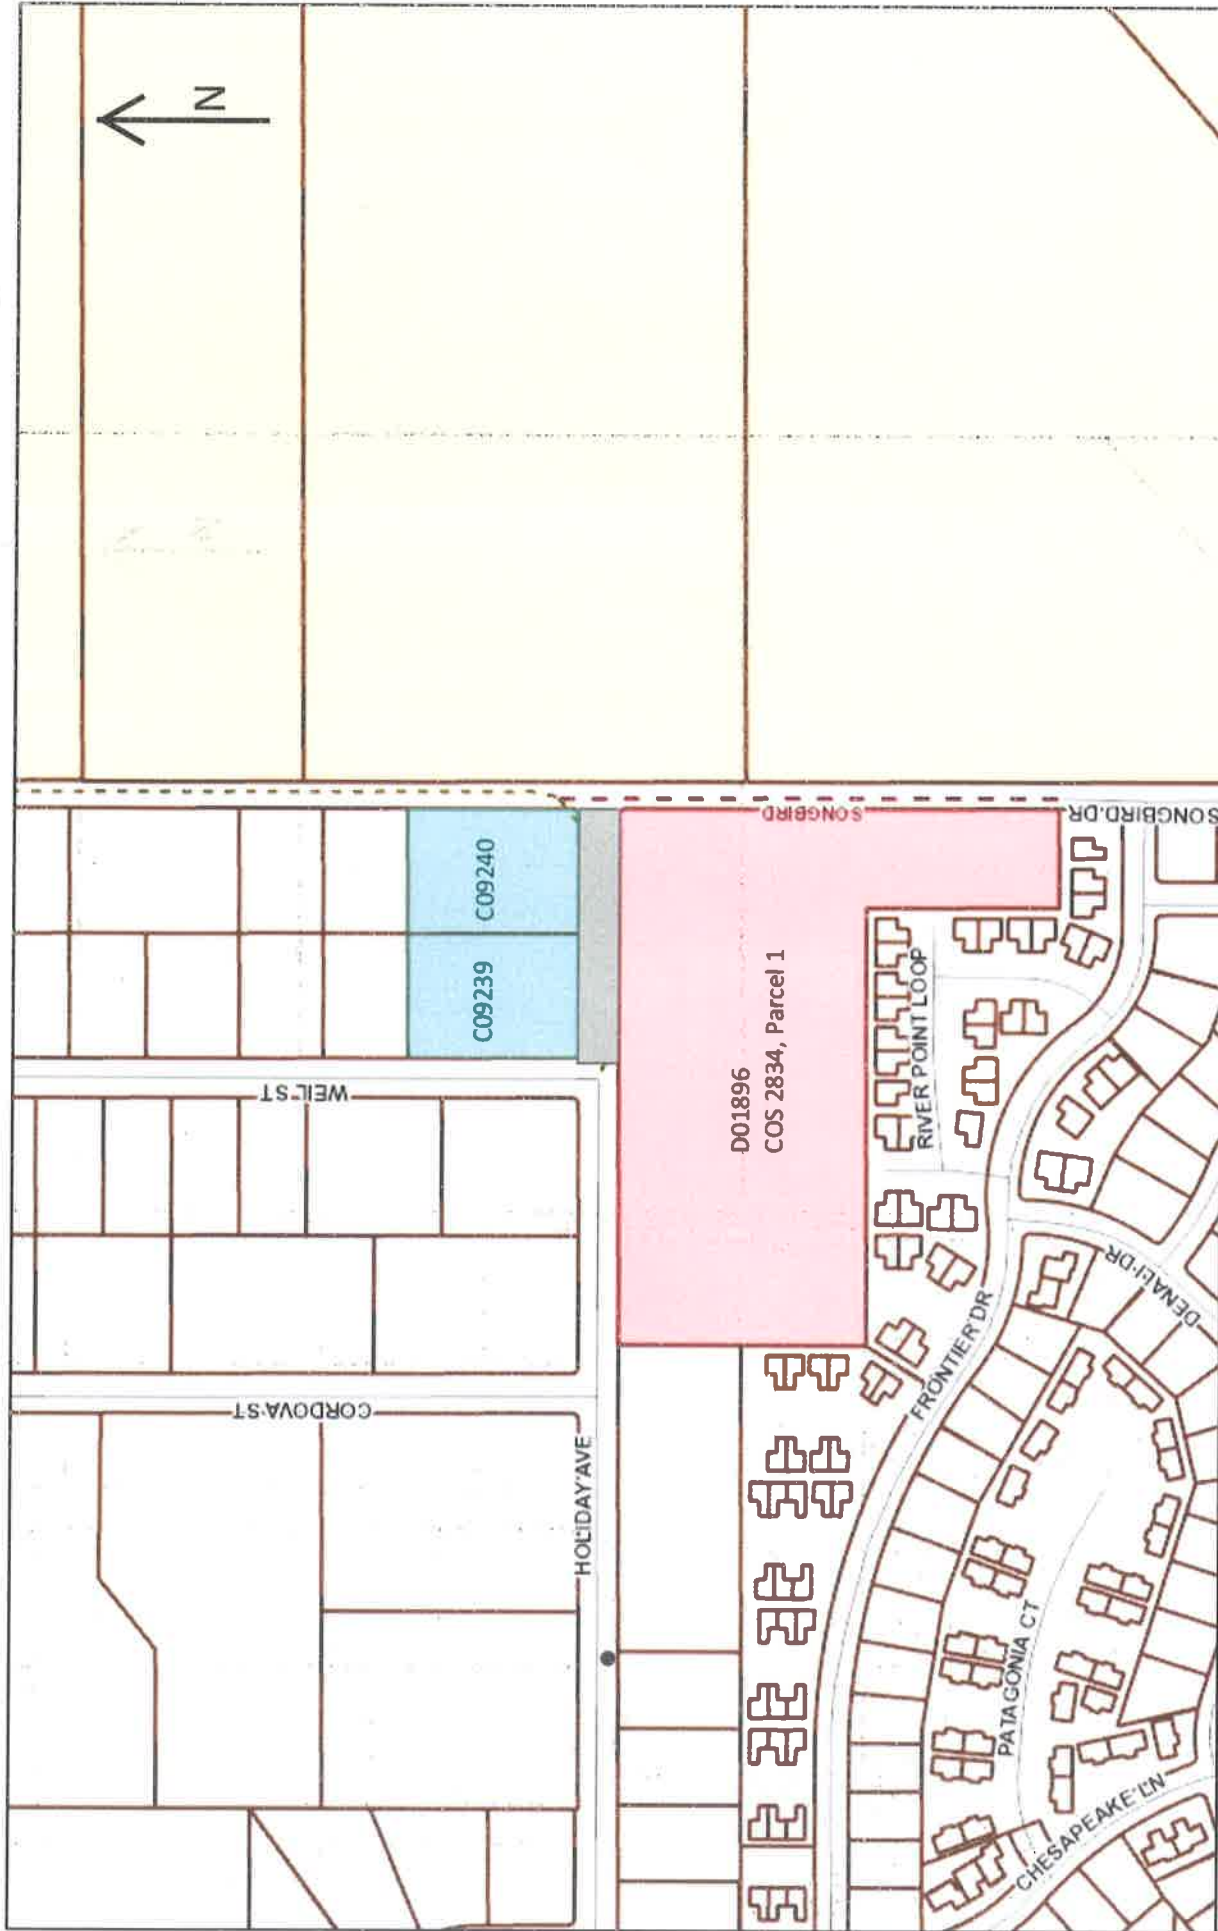 N
C09240
C09239
SONGBIRD
SONGBIRD DR
SONGBIRD
D01896
COS 2834, Parcel 1
RIVER POINT LOOP
WEIL ST
DENALI DR
FRONTIER DR
CORDOVA ST
HOLIDAY AVE
PATAGONIA CT
CHESAPEAKE LN